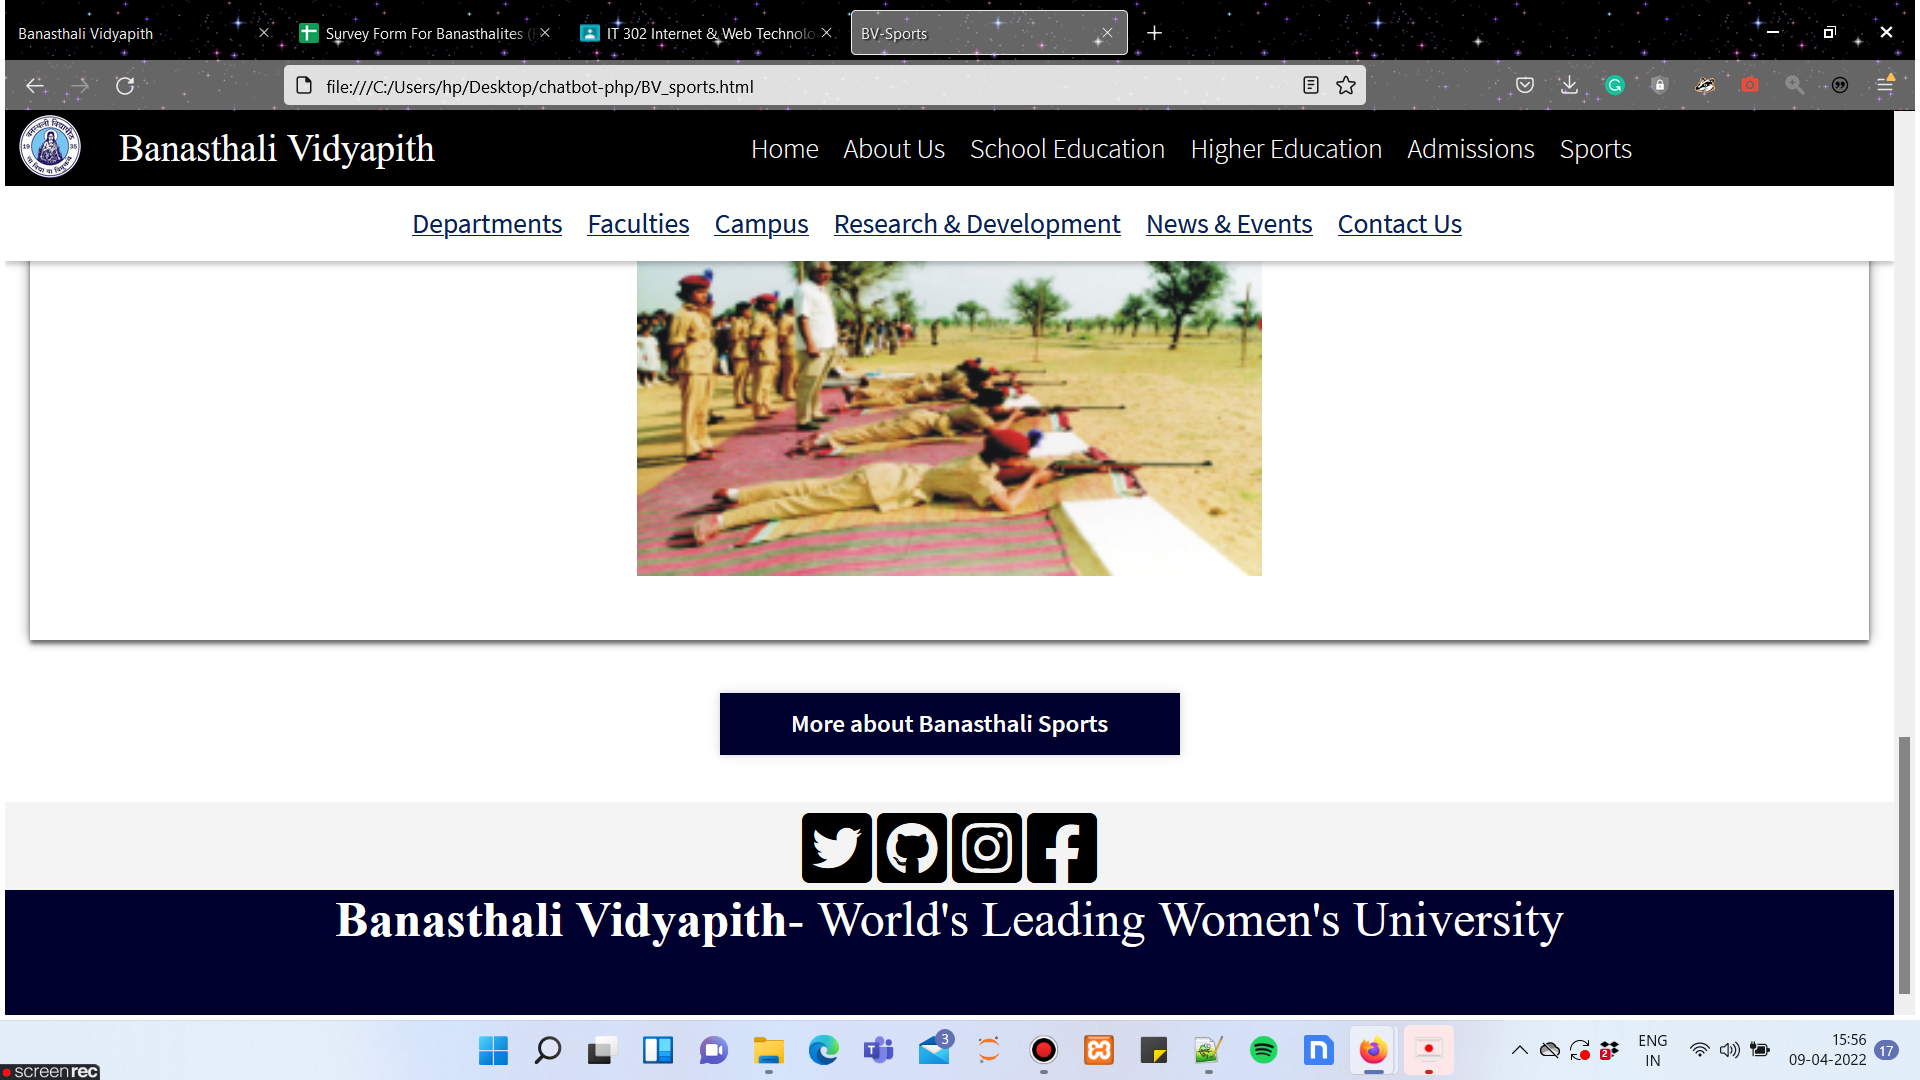 Banasthali Vidyapith
Survey Form For Banasthalites (
IT 302 Internet & Web Technolo
BV-Sports
file:///C:/Users/hp/Desktop/chatbot-php/BV_sports.html
1935
Banasthali Vidyapith
Home About Us School Education Higher Education Admissions Sports
Departments Faculties Campus Research & Development News & Events Contact Us
More about Banasthali Sports
Banasthali Vidyapith- World's Leading Women's University
3
2
ENG
IN
15:56
09-04-2022
17
screenrec